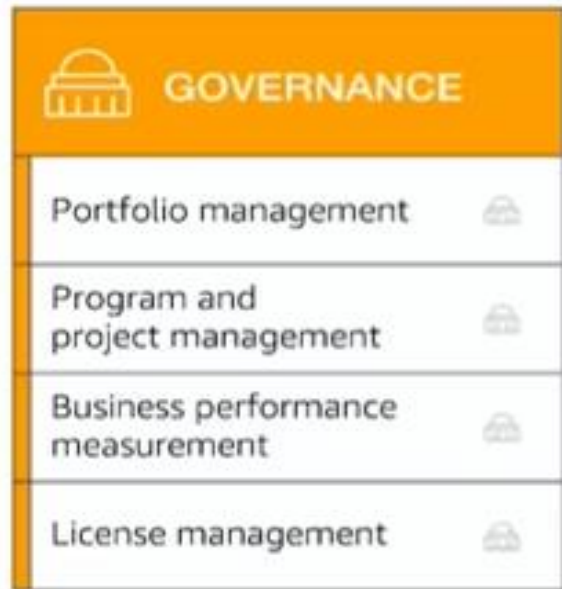 GOVERNANCE
Portfolio management
Program and
project management
Business performance
measurement
License management